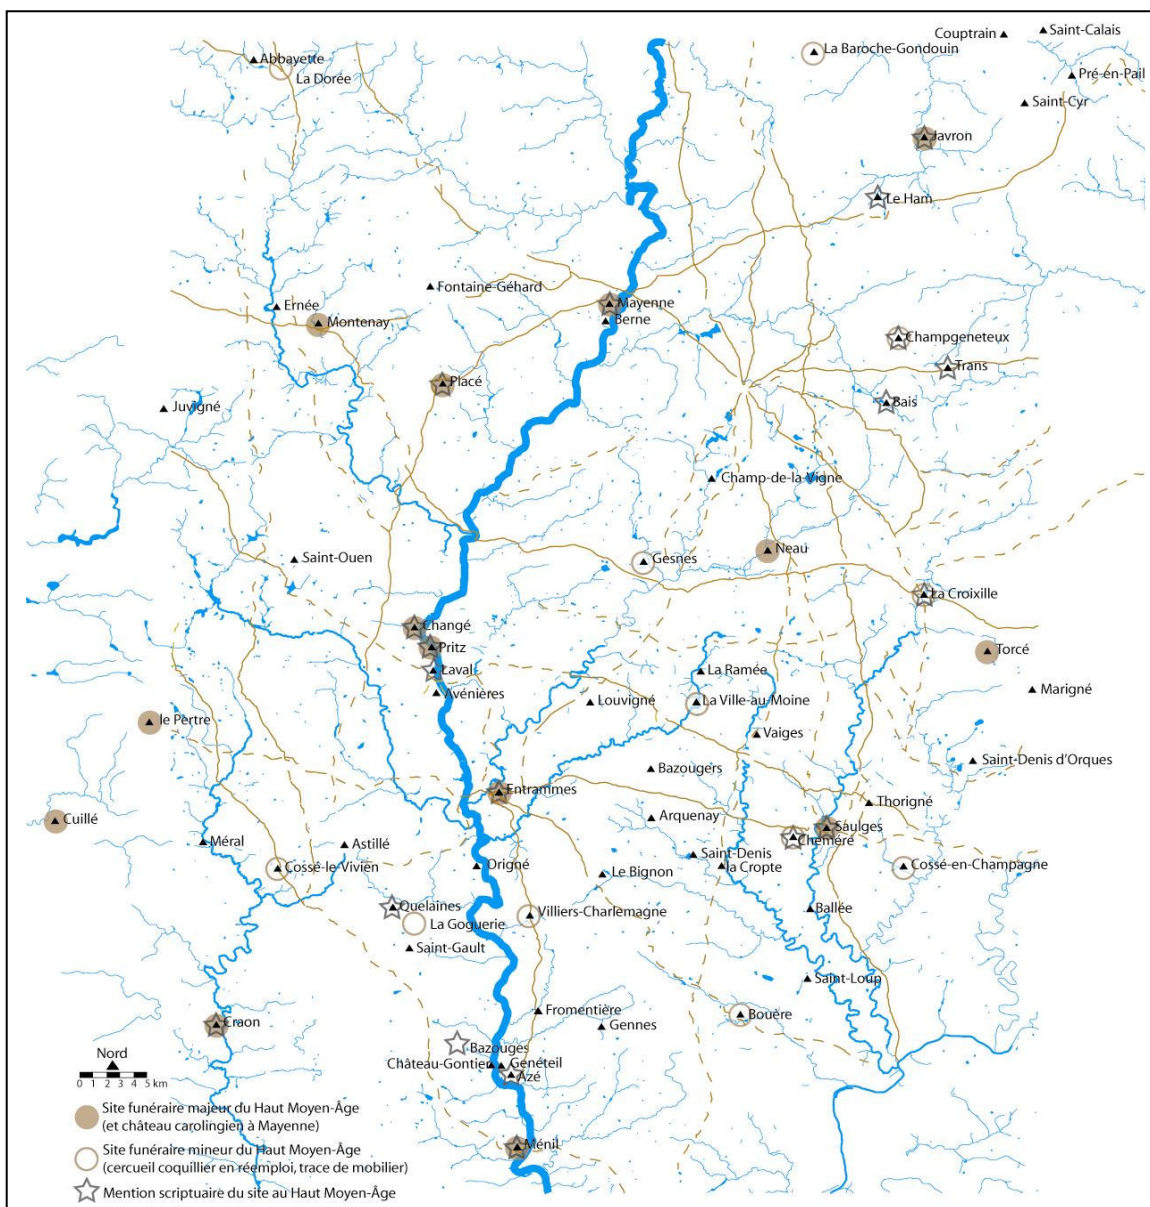 Couptrain
Saint-Calais
La Baroche-Gondouin
Abbayette
La Dorée
Pré-en-Pail
Saint-Cyr
Javron
Le Ham
Fontaine-Géhard
Mayenne
Ernée
Berne
Montenay
Champgeneteux
Trans
Placé
Bais
Juvigné
Champ-de-la-Vigne
Neau
Saint-Ouen
Gesnes
La Croixille
Changé
Pritz
Torcé
Laval
La Ramée
Avénières
Louvigné
La Ville-au-Moine
Marigné
le Pertre
Vaiges
Saint-Denis d'Orques
Bazougers
Entrammes
Thorigné
Cuillé
Arquenay
Saulges
Chéméré
Méral
Astillé
Saint-Denis
la Cropte
Cossé-le-Vivien
Origné
Le Bignon
Cossé-en-Champagne
Quelaines
La Goguerie
Villiers-Charlemagne
Ballée
Saint-Gault
Saint-Loup
Fromentière
Bouère
Craon
Gennes
Bazouges
Château-Gontier
Genéteil
Azé
Ménil
Nord
0 1 2 3 4 5 km
Site funéraire majeur du Haut Moyen-Âge
(et château carolingien à Mayenne)
Site funéraire mineur du Haut Moyen-Âge
(cercueil coquillier en réemploi, trace de mobilier)
Mention scriptuaire du site au Haut Moyen-Âge